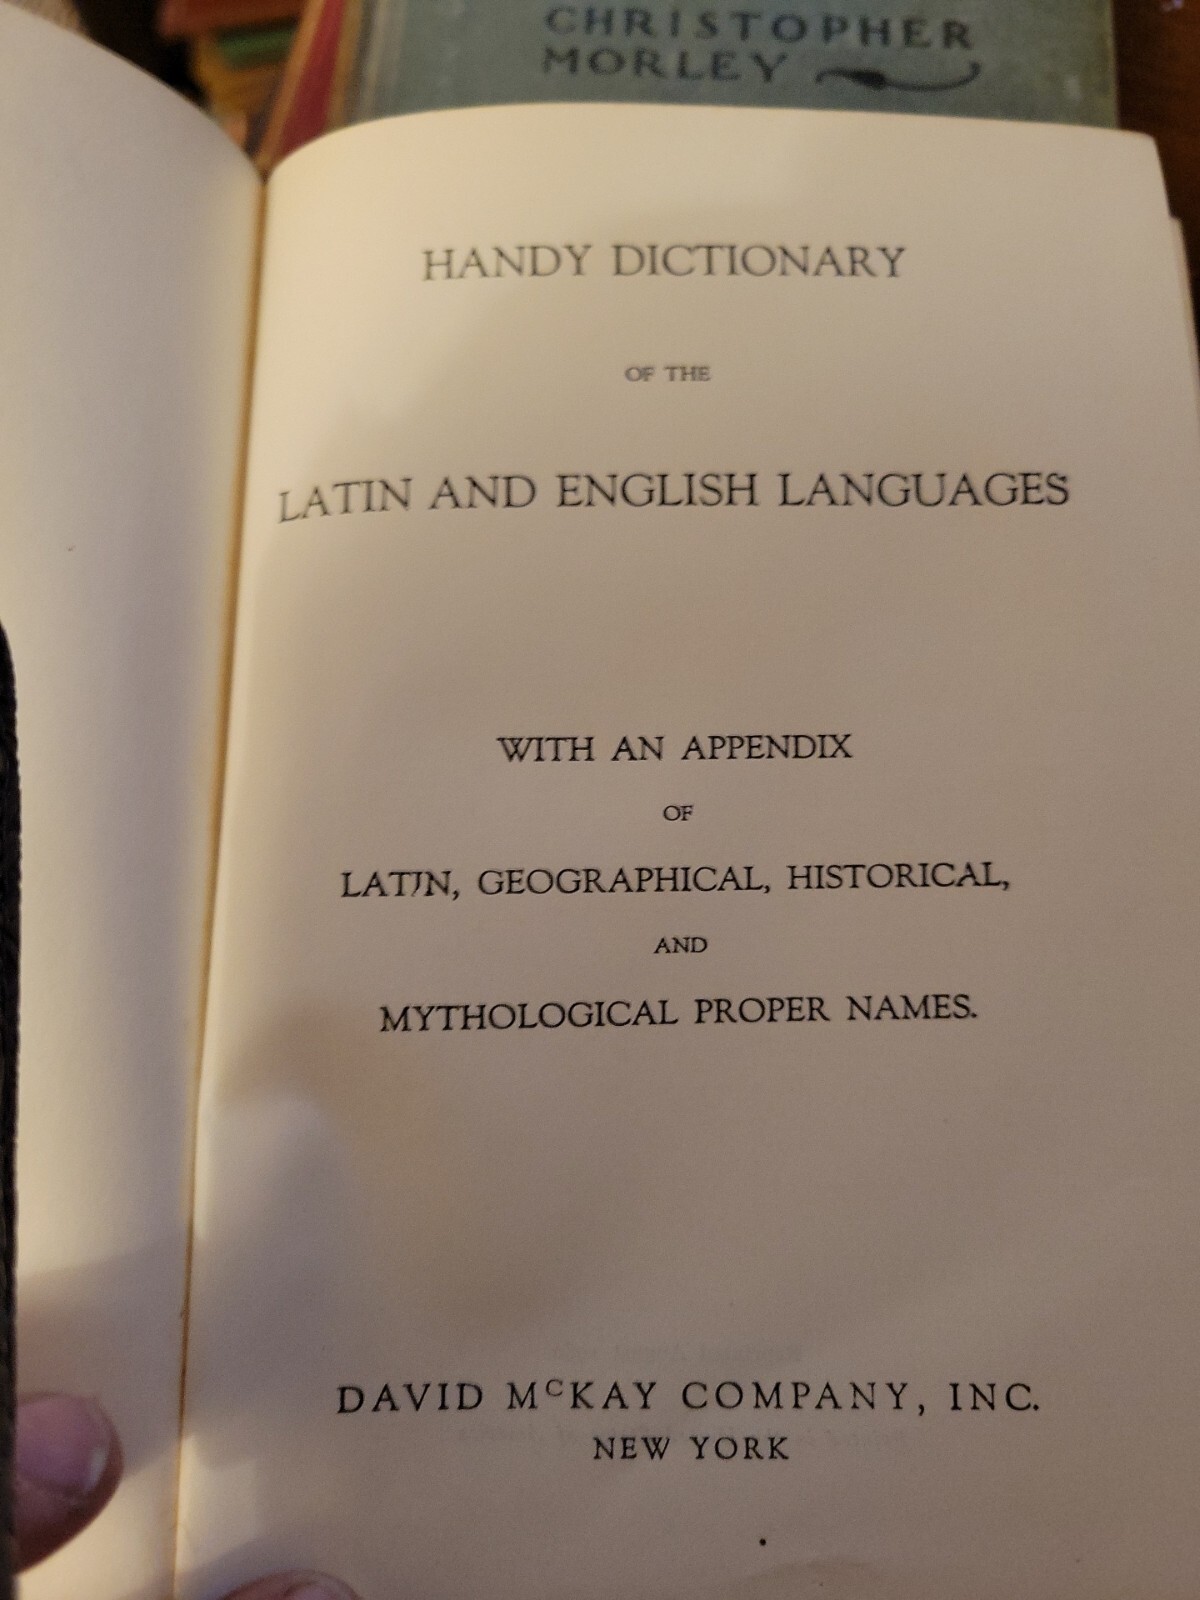 CHRISTOPHER
MORLEY
HANDY DICTIONARY
OF THE
LATIN AND ENGLISH LANGUAGES
WITH AN APPENDIX
OF
LATIN, GEOGRAPHICAL, HISTORICAL,
AND
MYTHOLOGICAL PROPER NAMES.
DAVID McKAY COMPANY, INC.
NEW YORK